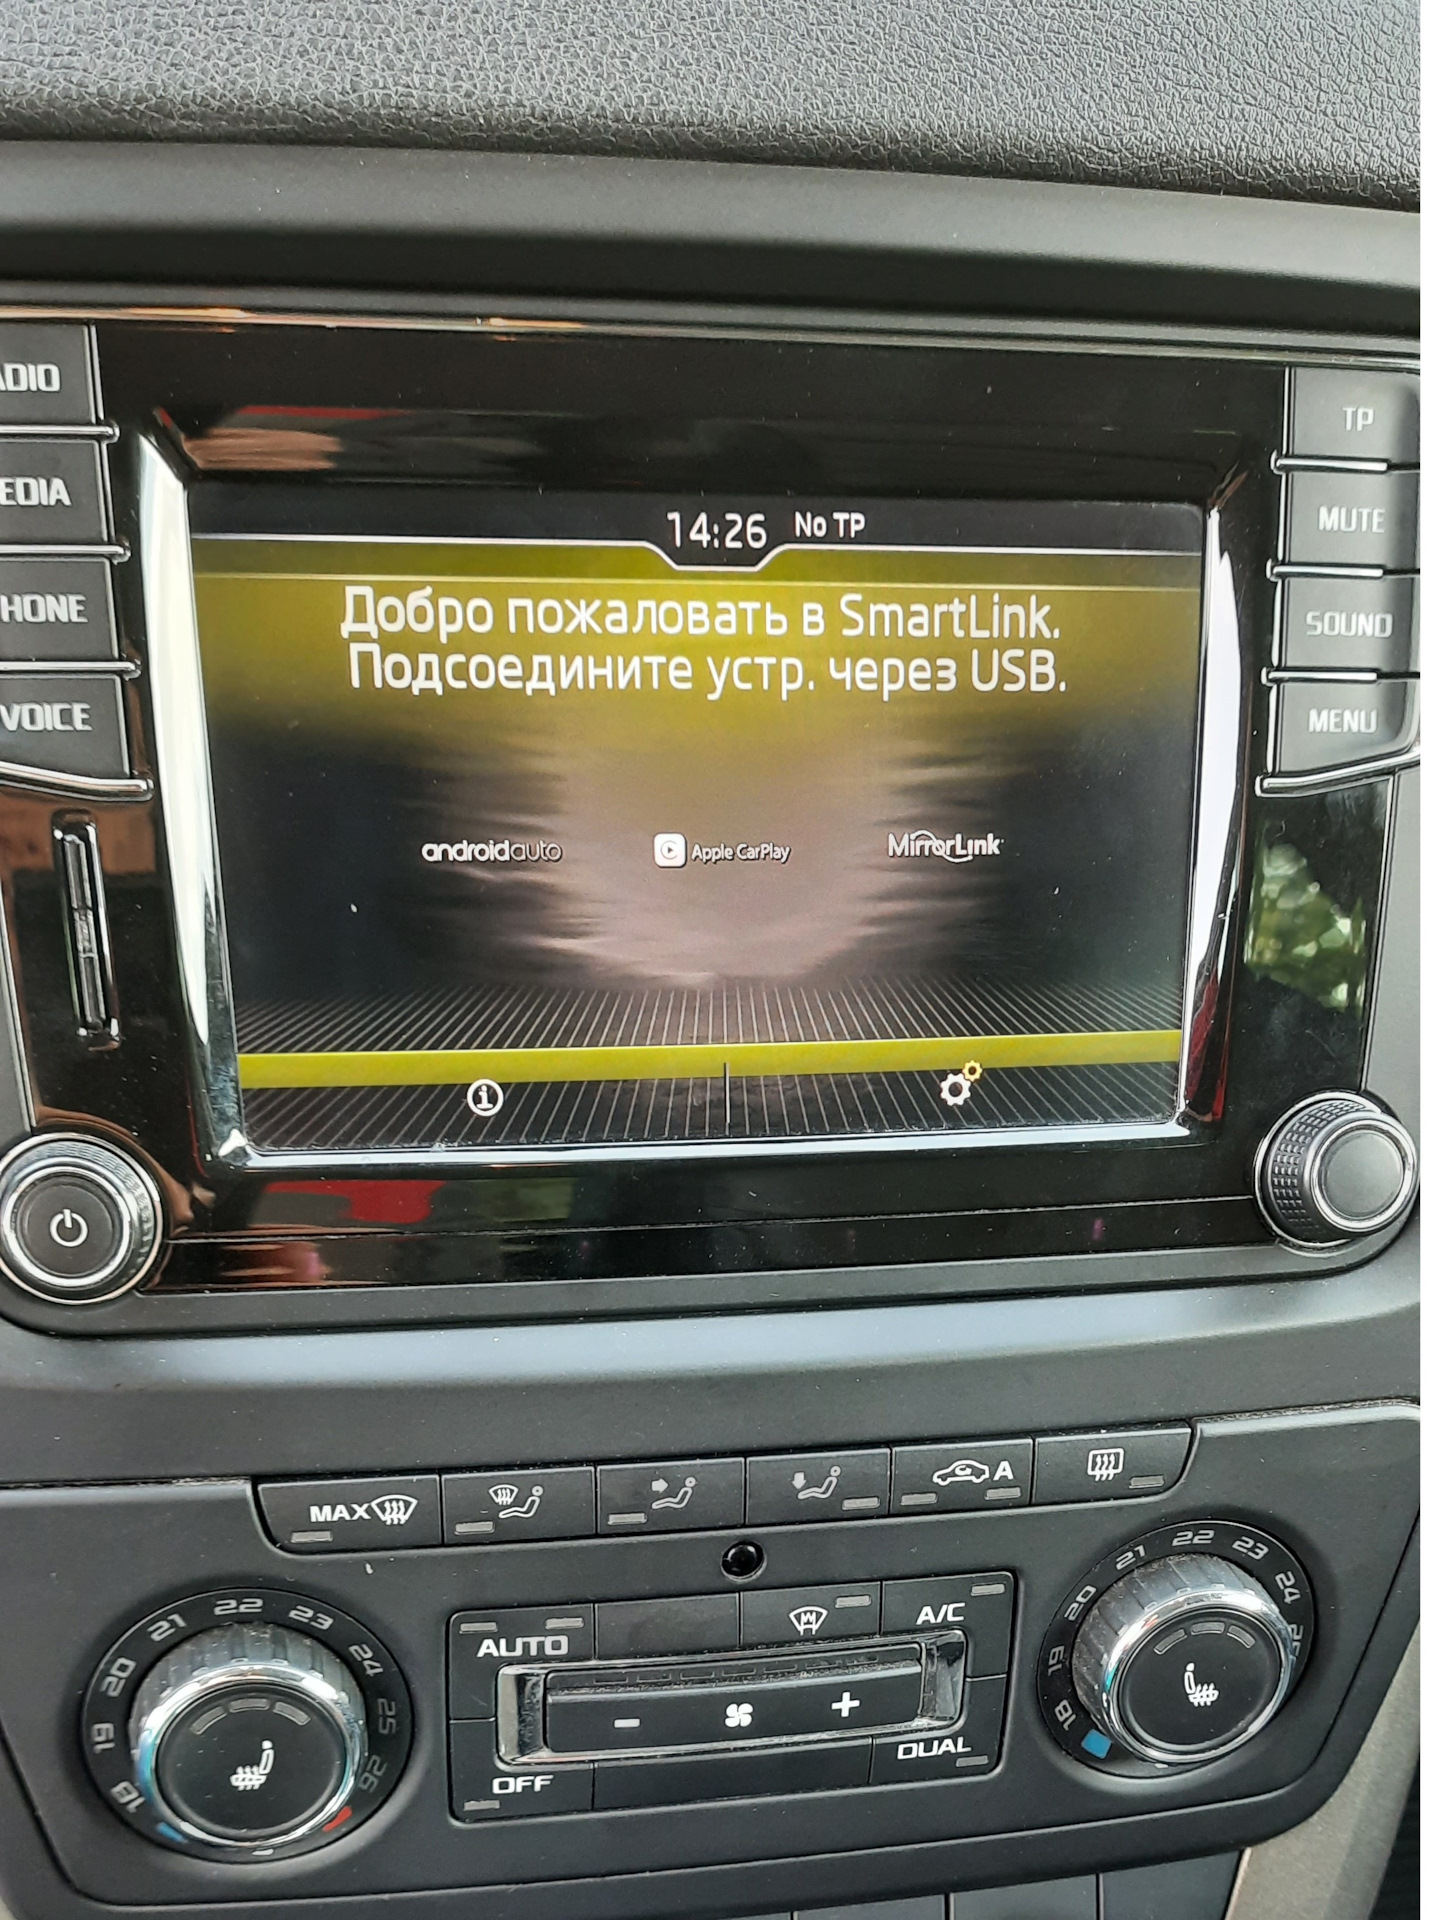 14:26 No TP
ADIO
TP
EDIA
MUTE
Добро пожаловать в SmartLink.
HONE
SOUND
Подсоедините устр. через USB.
VOICE
MENU
androidauto
Apple CarPlay
MirrorLink
MAX
A
21 22 23
20 24
19 25
18 26
AUTO
A/C
- +
OFF
DUAL
21 22 23
20 24
19
18